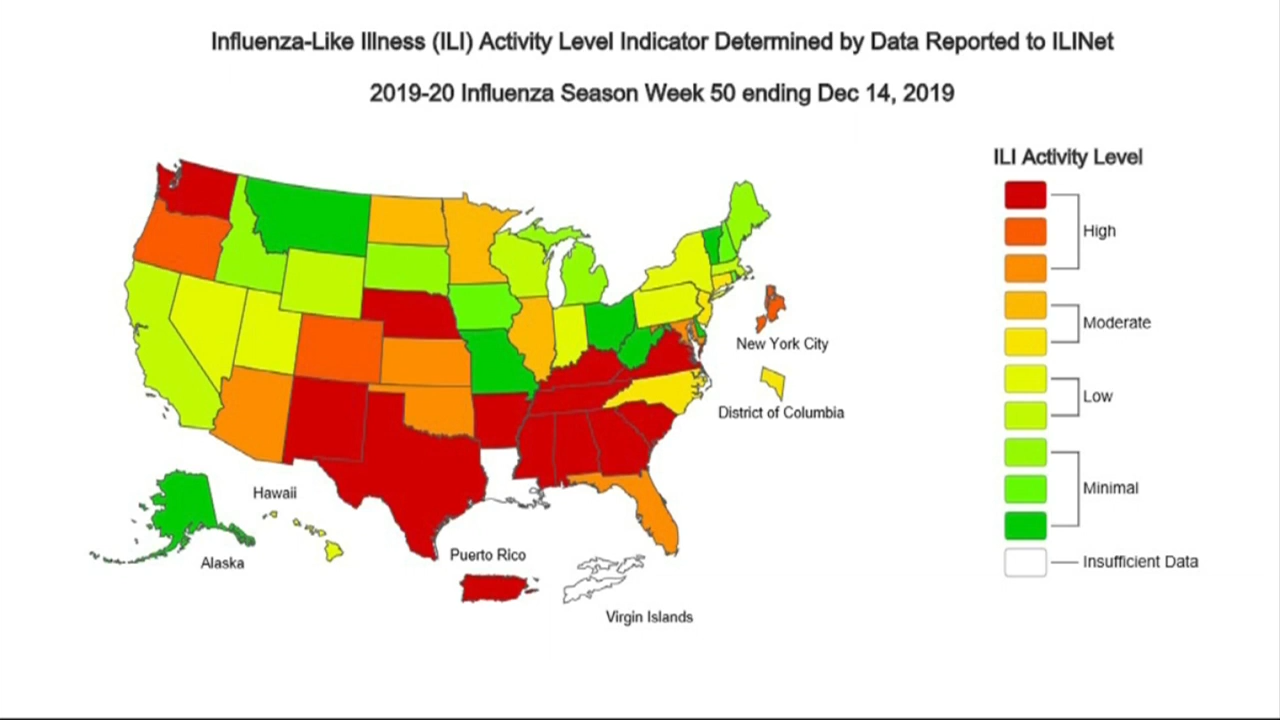 Influenza-Like Illness (ILI) Activity Level Indicator Determined by Data Reported to ILINet
2019-20 Influenza Season Week 50 ending Dec 14, 2019
ILI Activity Level
High
Moderate
Low
Minimal
Insufficient Data
New York City
District of Columbia
Hawaii
Alaska
Puerto Rico
Virgin Islands